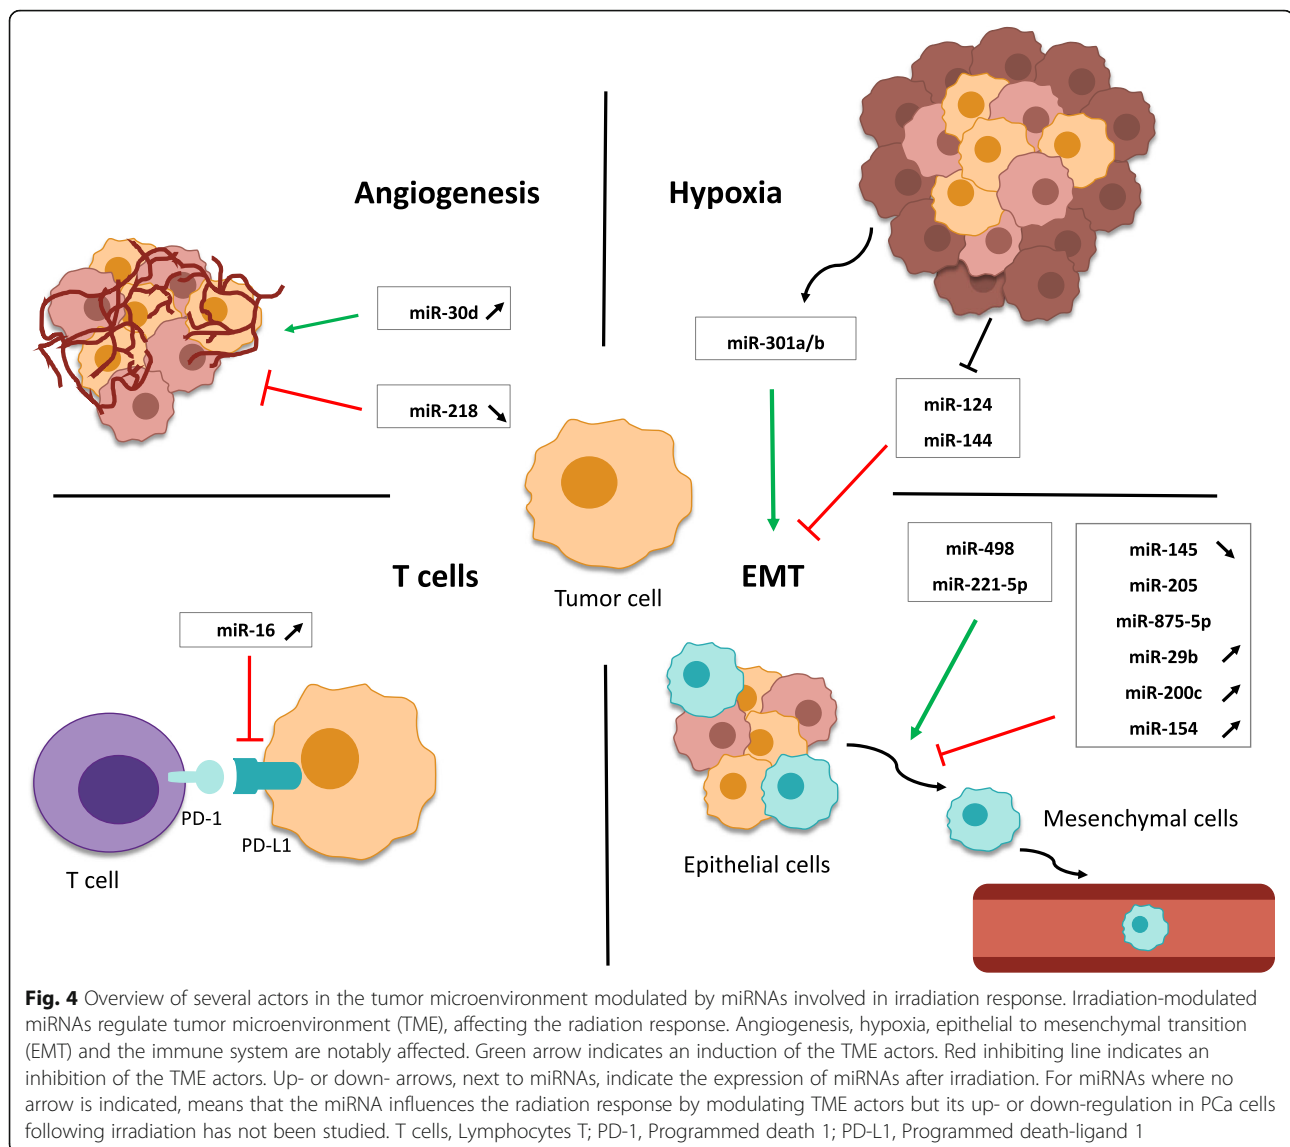 Angiogenesis
miR-30d
miR-218
Hypoxia
miR-301a/b
miR-124
miR-144
Tumor cell
T cells
miR-16
PD-1
PD-L1
T cell
EMT
miR-498
miR-221-5p
miR-145
miR-205
miR-875-5p
miR-29b
miR-200c
miR-154
Mesenchymal cells
Epithelial cells
Fig. 4 Overview of several actors in the tumor microenvironment modulated by miRNAs involved in irradiation response. Irradiation-modulated
miRNAs regulate tumor microenvironment (TME), affecting the radiation response. Angiogenesis, hypoxia, epithelial to mesenchymal transition
(EMT) and the immune system are notably affected. Green arrow indicates an induction of the TME actors. Red inhibiting line indicates an
inhibition of the TME actors. Up- or down- arrows, next to miRNAs, indicate the expression of miRNAs after irradiation. For miRNAs where no
arrow is indicated, means that the miRNA influences the radiation response by modulating TME actors but its up- or down-regulation in PCa cells
following irradiation has not been studied. T cells, Lymphocytes T; PD-1, Programmed death 1; PD-L1, Programmed death-ligand 1